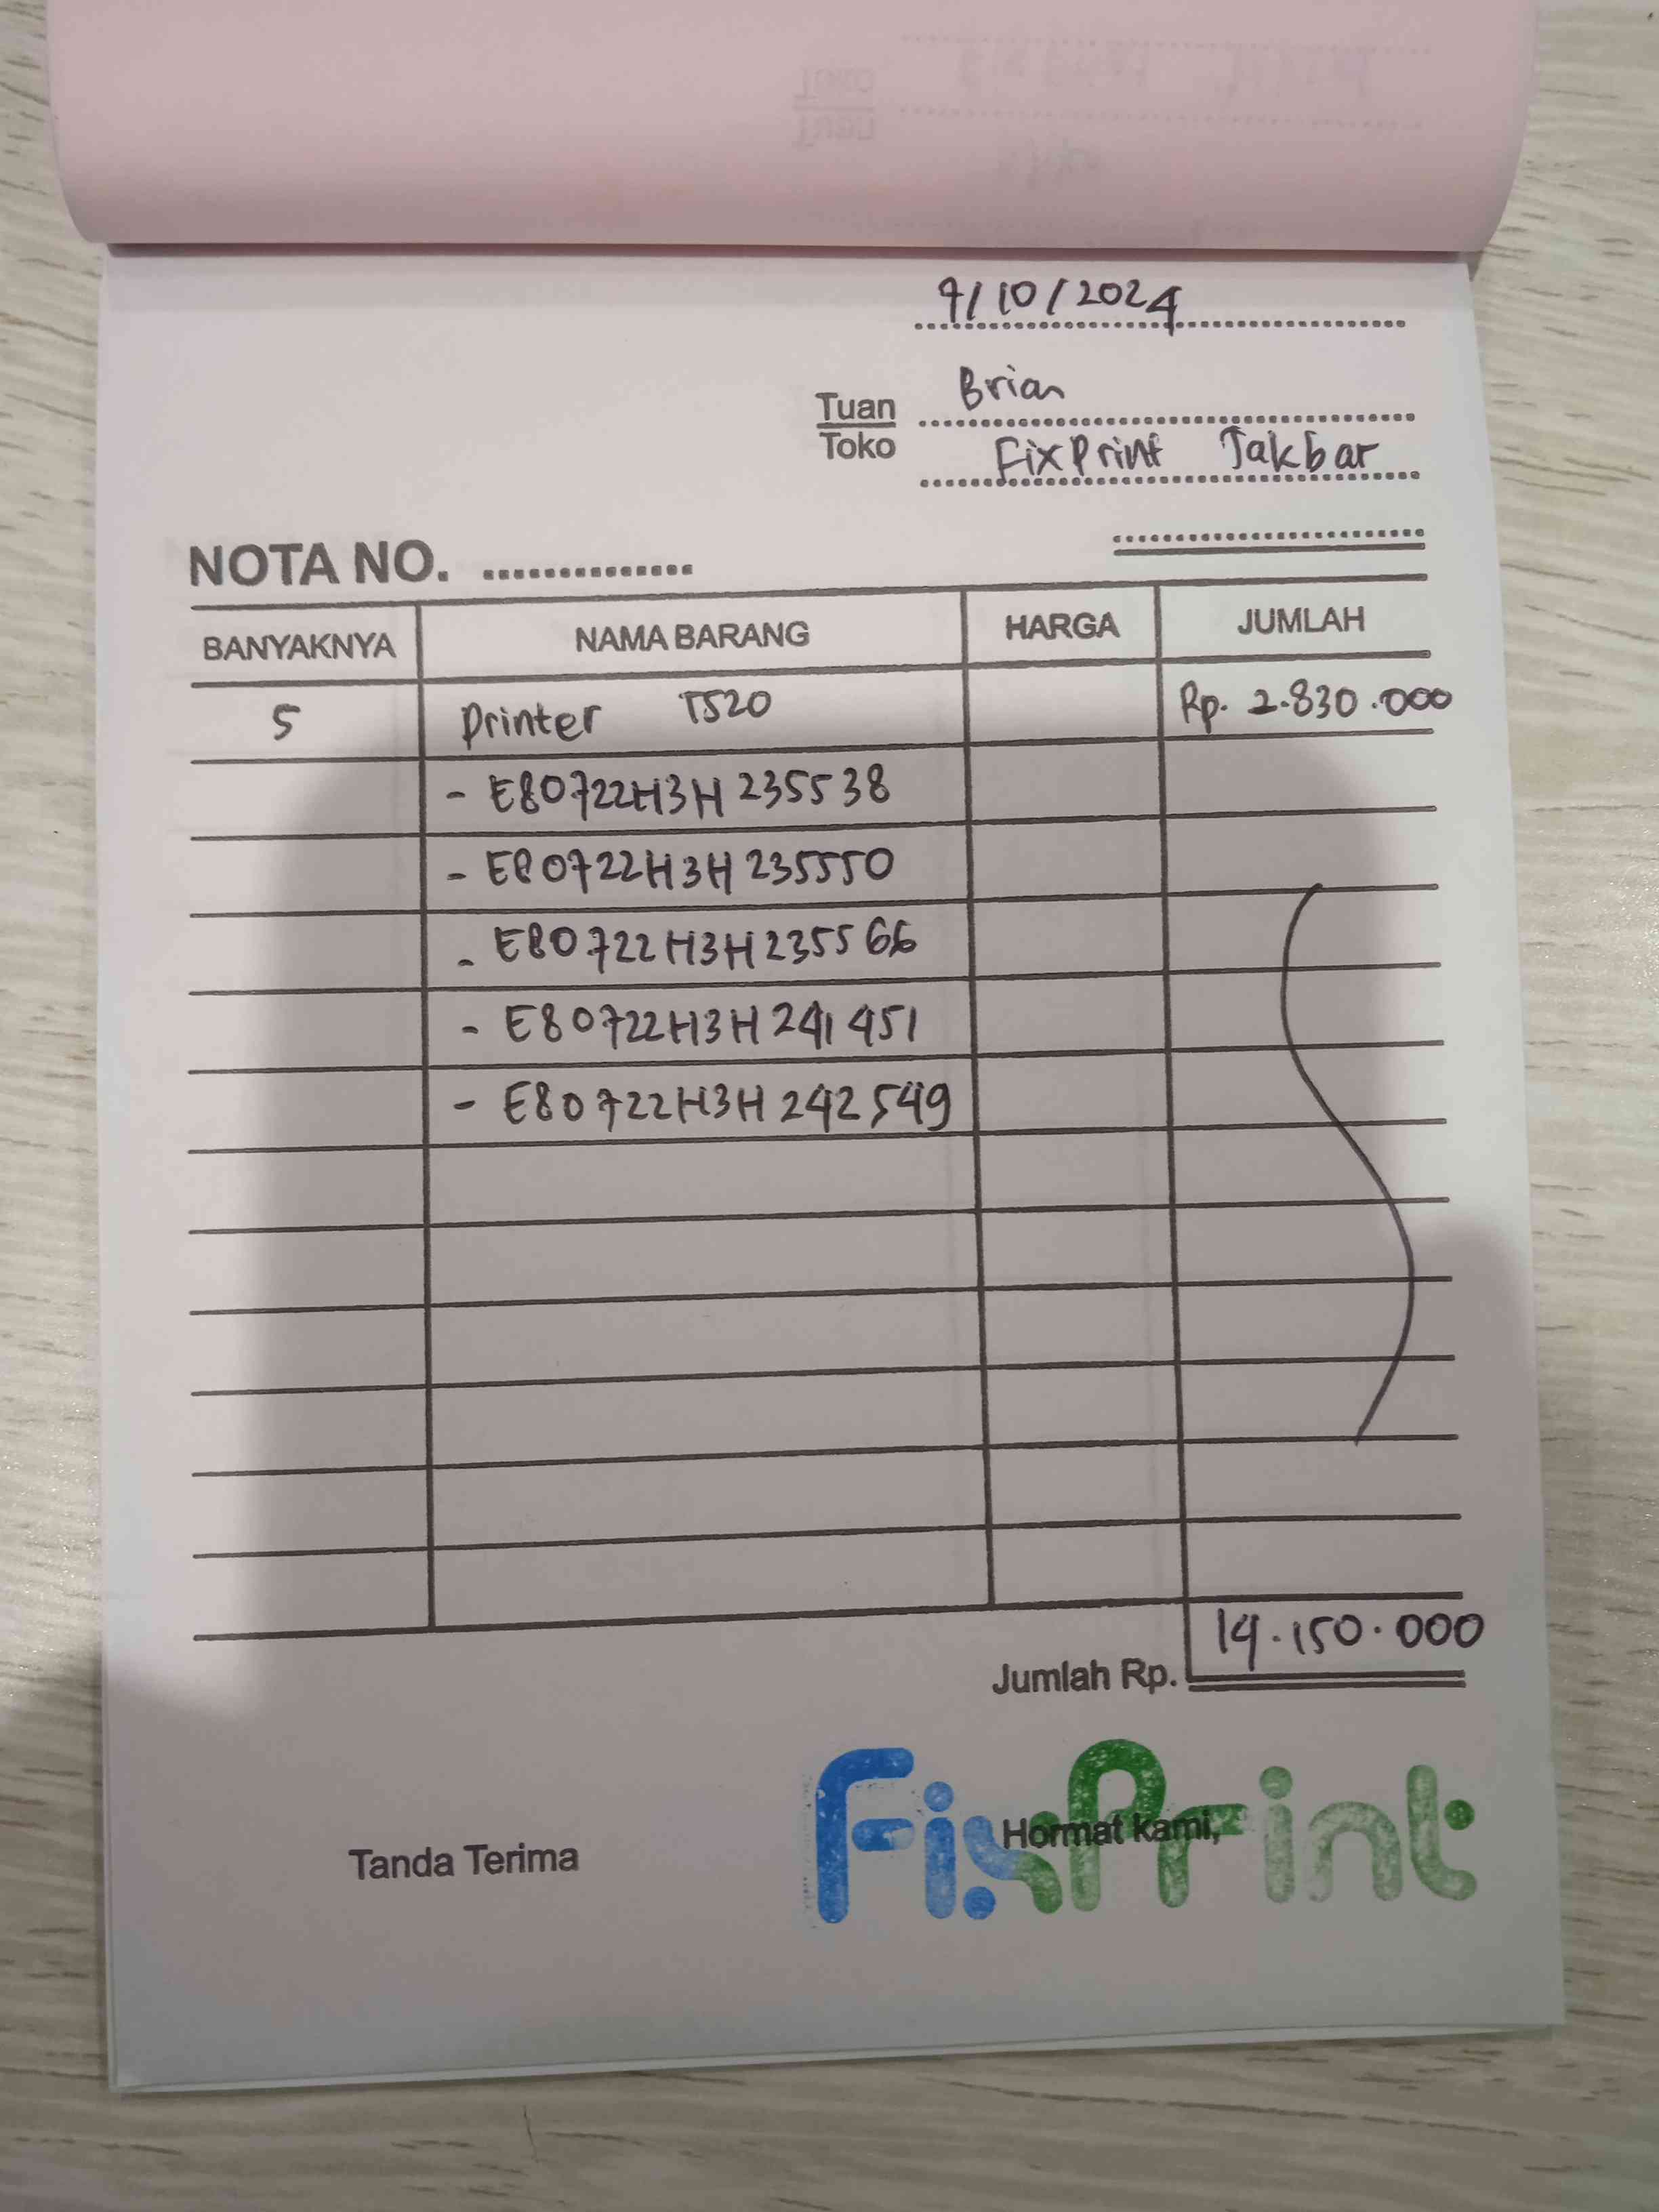 9/10/2024
Tuan Brian
Toko FixPrint Jakbar
NOTA NO. ..............
BANYAKNYA NAMA BARANG HARGA JUMLAH
5 Printer T520 Rp. 2.830.000
- E80722H3H235538
- E80722H3H235550
- E80722H3H235566
- E80722H3H241451
- E80722H3H242549
Jumlah Rp. 14.150.000
Tanda Terima Hormat kami,
FixPrint